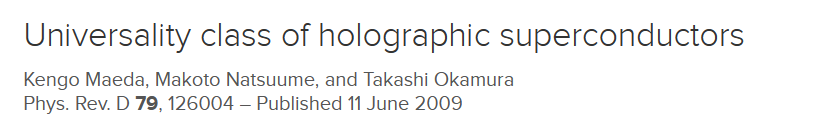 Universality class of holographic superconductors
Kengo Maeda, Makoto Natsuume, and Takashi Okamura
Phys. Rev. D 79, 126004 – Published 11 June 2009